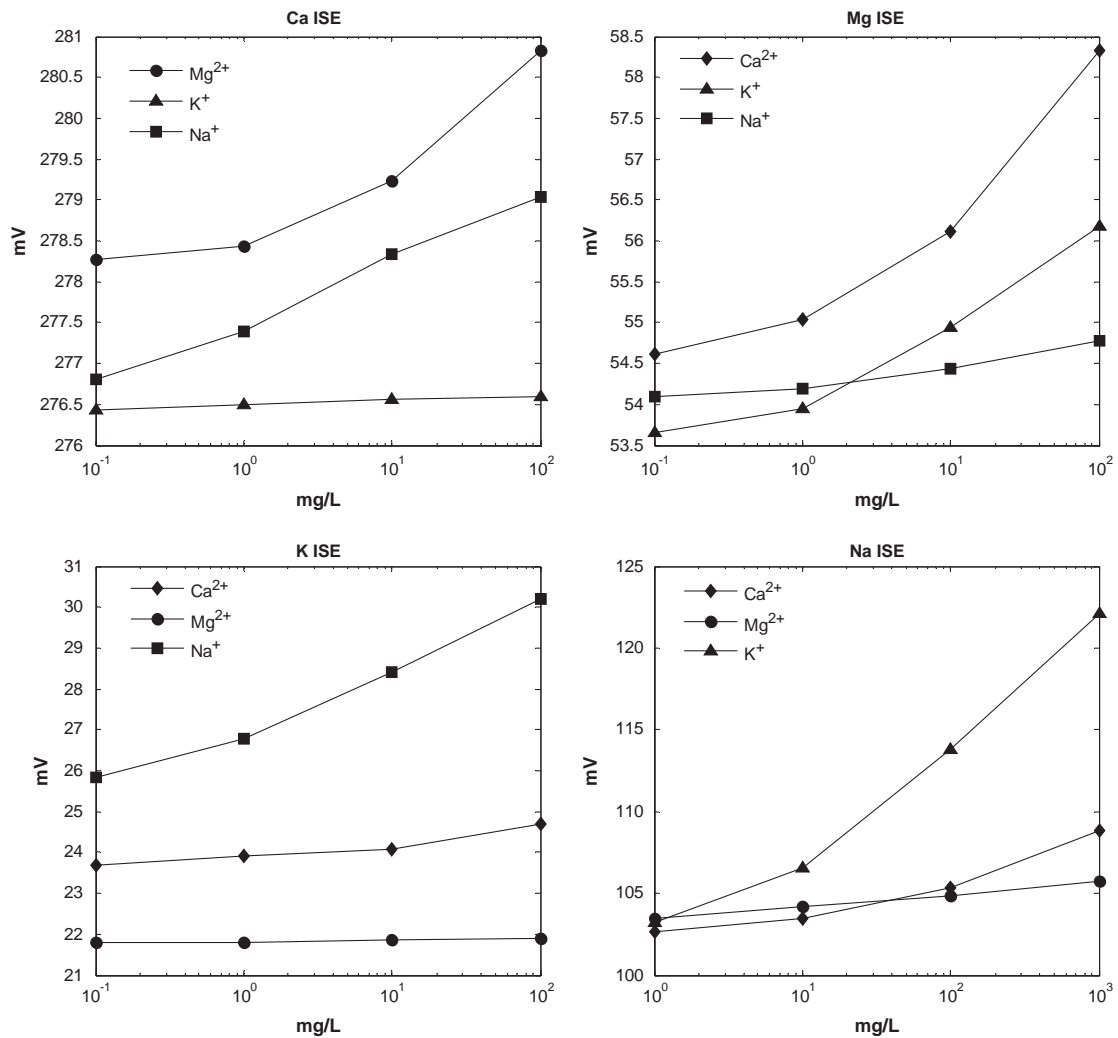 Ca ISE
281
280.5
280
279.5
279
278.5
278
277.5
277
276.5
276
mV
Mg²⁺
K⁺
Na⁺
10⁻¹ 10⁰ 10¹ 10²
mg/L
Mg ISE
58.5
58
57.5
57
56.5
56
55.5
55
54.5
54
53.5
mV
Ca²⁺
K⁺
Na⁺
10⁻¹ 10⁰ 10¹ 10²
mg/L
K ISE
31
30
29
28
27
26
25
24
23
22
21
mV
Ca²⁺
Mg²⁺
Na⁺
10⁻¹ 10⁰ 10¹ 10²
mg/L
Na ISE
125
120
115
110
105
100
mV
Ca²⁺
Mg²⁺
K⁺
10⁰ 10¹ 10² 10³
mg/L